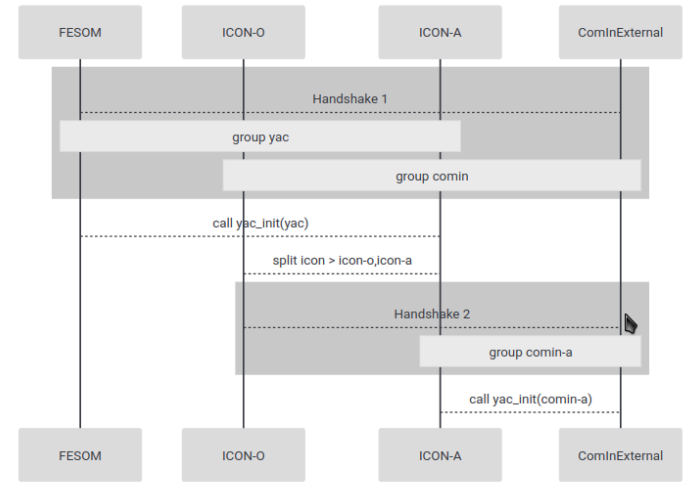 FESOM ICON-O ICON-A ComInExternal
Handshake 1
group yac
group comin
call yac_init(yac)
split icon > icon-o,icon-a
Handshake 2
group comin-a
call yac_init(comin-a)
FESOM ICON-O ICON-A ComInExternal